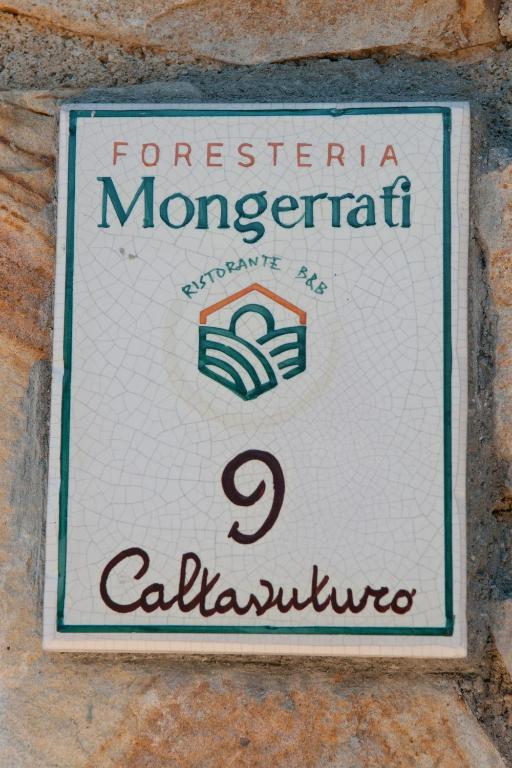 FORESTERIA
Mongerrati
RISTORANTE B&B
9
Caltavuturo